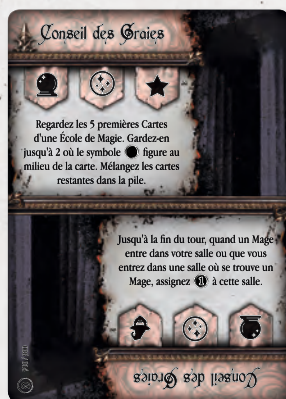 Conseil des Graies
Regardez les 5 premières Cartes
d'une École de Magie. Gardez-en
jusqu'à 2 où le symbole figure au
milieu de la carte. Mélangez les cartes
restantes dans la pile.
Jusqu'à la fin du tour, quand un Mage
entre dans votre salle ou que vous
entrez dans une salle où se trouve un
Mage, assignez 1 à cette salle.
Conseil des Graies